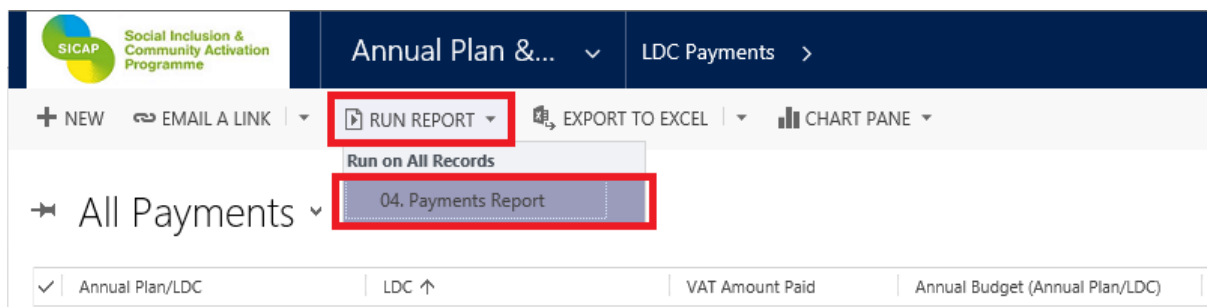 SICAP
Social Inclusion &
Community Activation
Programme
Annual Plan &...
LDC Payments
NEW EMAIL A LINK RUN REPORT EXPORT TO EXCEL CHART PANE
Run on All Records
04. Payments Report
All Payments
Annual Plan/LDC LDC ↑ VAT Amount Paid Annual Budget (Annual Plan/LDC)